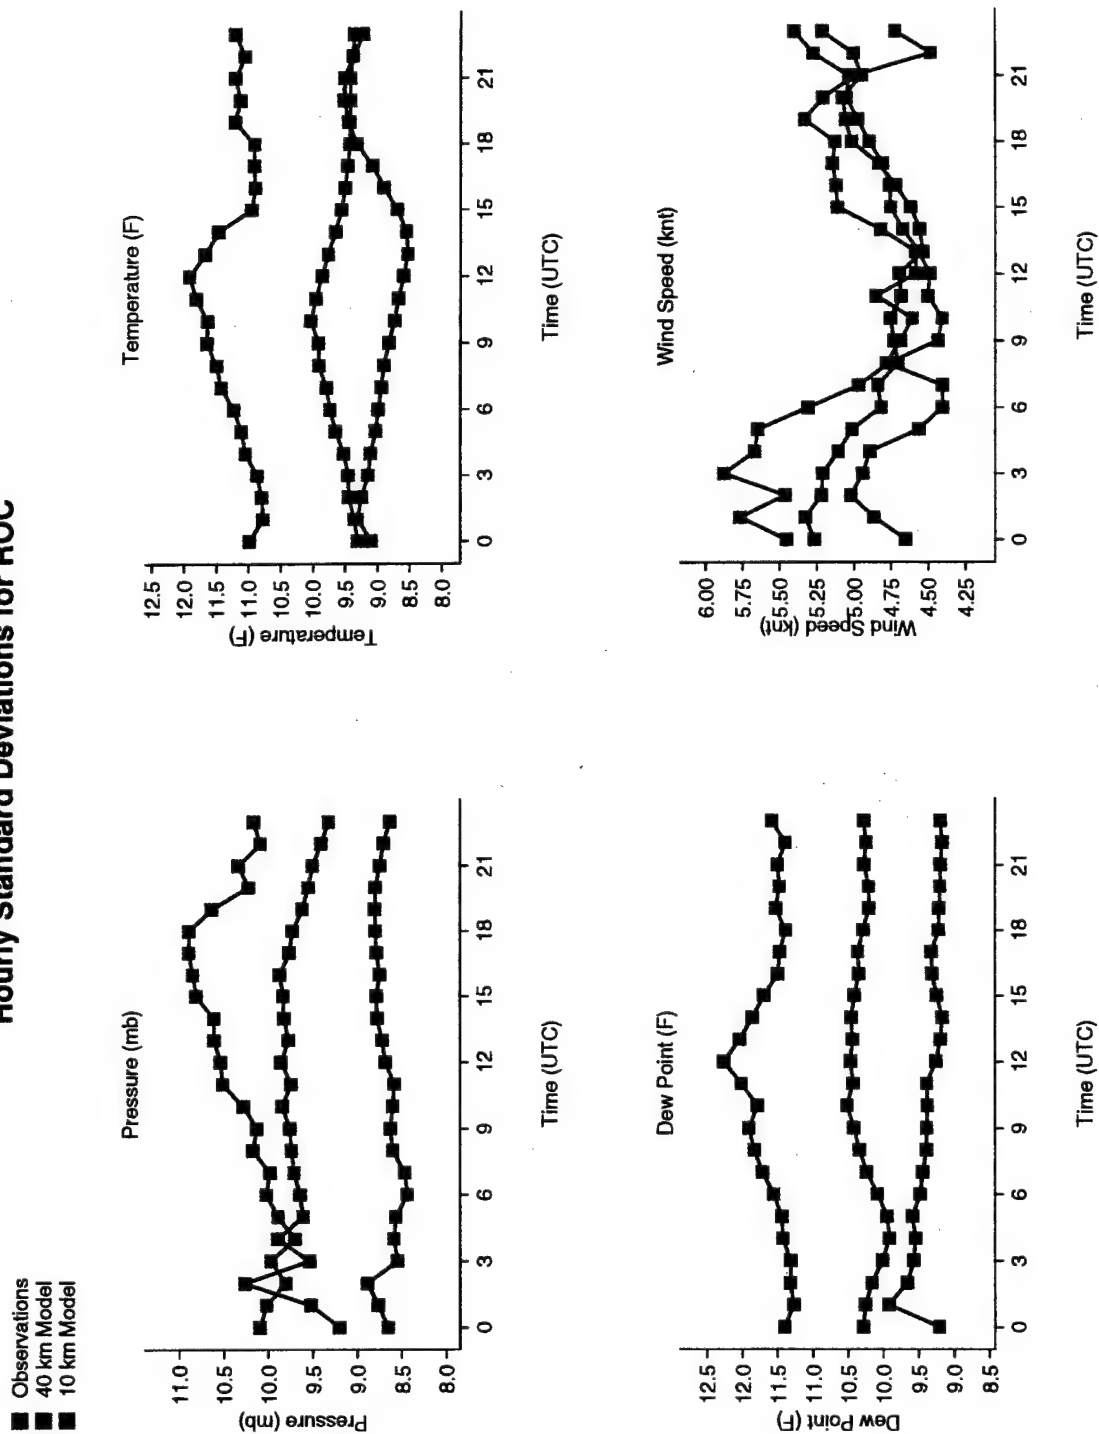 Hourly Standard Deviations for ROC
Observations
40 km Model
10 km Model
Pressure (mb)
Pressure (mb)
11.0
10.5
10.0
9.5
9.0
8.5
8.0
0 3 6 9 12 15 18 21
Time (UTC)
Temperature (F)
Temperature (F)
12.5
12.0
11.5
11.0
10.5
10.0
9.5
9.0
8.5
8.0
0 3 6 9 12 15 18 21
Time (UTC)
Dew Point (F)
Dew Point (F)
12.5
12.0
11.5
11.0
10.5
10.0
9.5
9.0
8.5
0 3 6 9 12 15 18 21
Time (UTC)
Wind Speed (knt)
Wind Speed (knt)
6.00
5.75
5.50
5.25
5.00
4.75
4.50
4.25
0 3 6 9 12 15 18 21
Time (UTC)